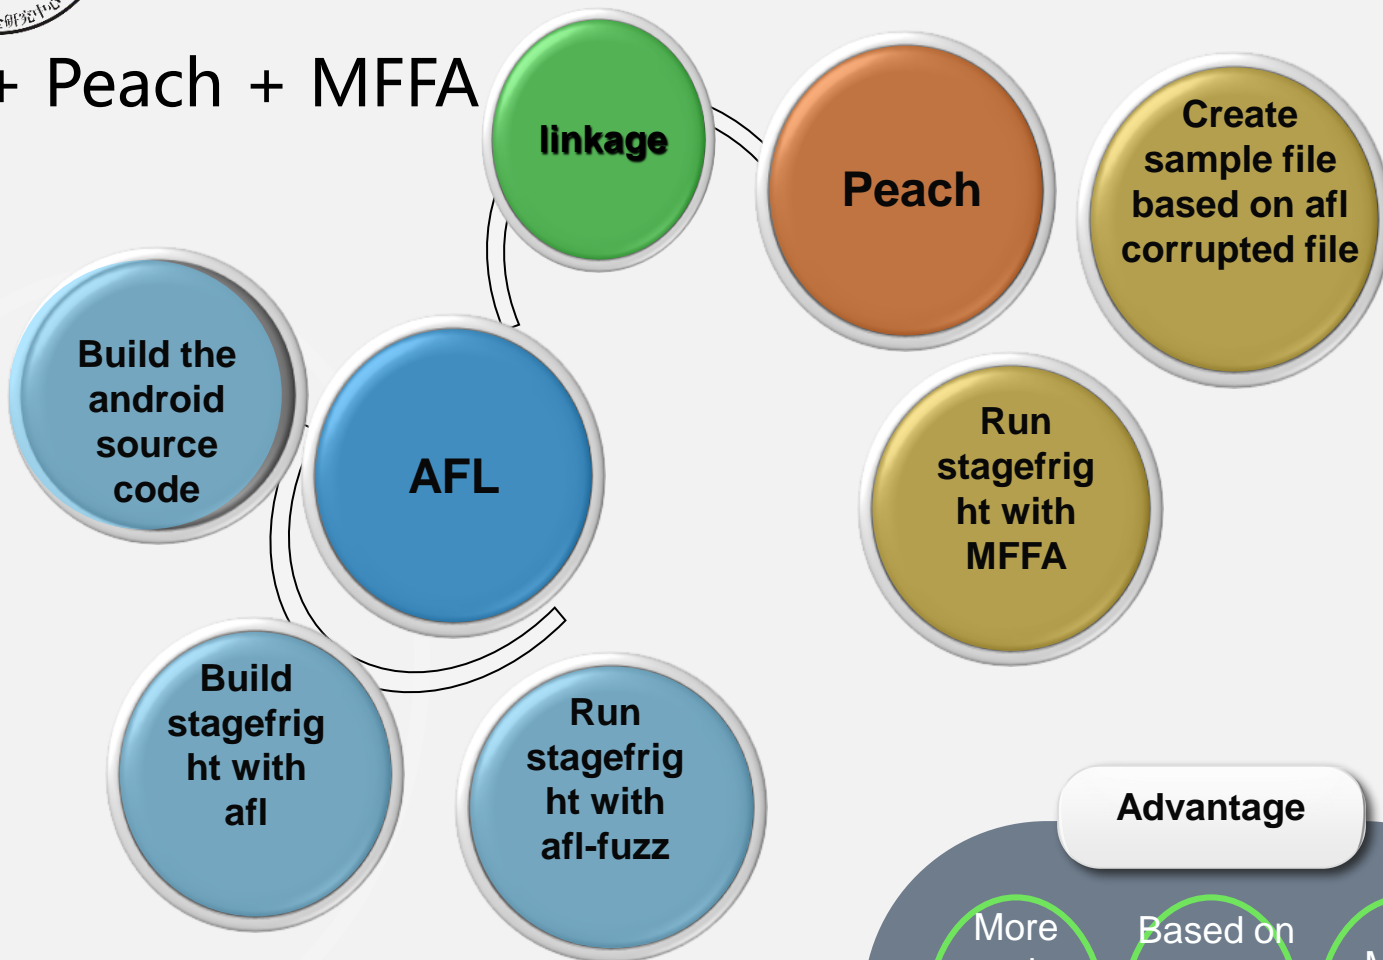 + Peach + MFFA
linkage
Peach
Create
sample file
based on afl
corrupted file
Build the
android
source
code
AFL
Run
stagefrig
ht with
MFFA
Build
stagefrig
ht with
afl
Run
stagefrig
ht with
afl-fuzz
Advantage
More
Based on